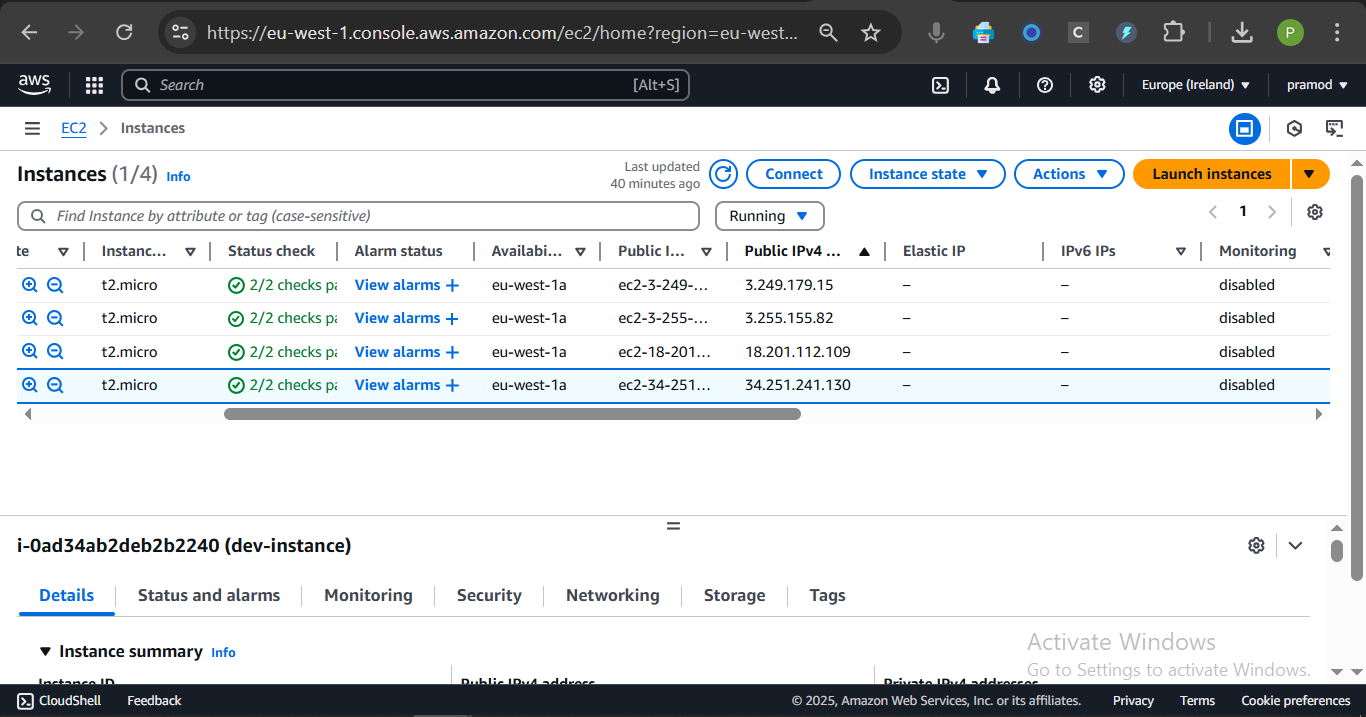 https://eu-west-1.console.aws.amazon.com/ec2/home?region=eu-west...
C
P
aws
Search
[Alt+S]
Europe (Ireland)
pramod
EC2
Instances
Instances (1/4) Info
Last updated
40 minutes ago
Connect
Instance state
Actions
Launch instances
Find Instance by attribute or tag (case-sensitive)
Running
1
te Instanc... Status check Alarm status Availabi... Public I... Public IPv4 ... Elastic IP IPv6 IPs Monitoring
t2.micro 2/2 checks pa View alarms + eu-west-1a ec2-3-249-... 3.249.179.15 – – disabled
t2.micro 2/2 checks pa View alarms + eu-west-1a ec2-3-255-... 3.255.155.82 – – disabled
t2.micro 2/2 checks pa View alarms + eu-west-1a ec2-18-201... 18.201.112.109 – – disabled
t2.micro 2/2 checks pa View alarms + eu-west-1a ec2-34-251... 34.251.241.130 – – disabled
i-0ad34ab2deb2b2240 (dev-instance)
Details
Status and alarms
Monitoring
Security
Networking
Storage
Tags
Instance summary Info
Instance ID
Public IPv4 address
Private IPv4 addresses
Activate Windows
Go to Settings to activate Windows.
CloudShell
Feedback
© 2025, Amazon Web Services, Inc. or its affiliates.
Privacy
Terms
Cookie preferences